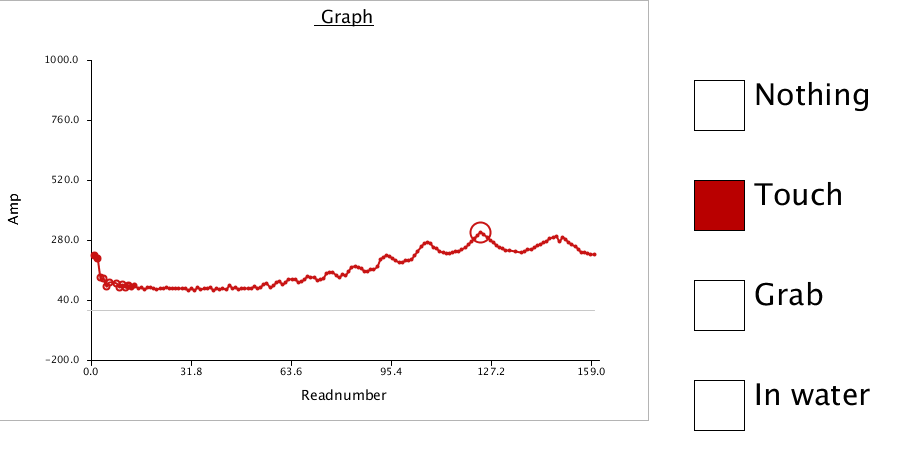 Graph
1000.0
760.0
520.0
280.0
40.0
-200.0
Amp
0.0 31.8 63.6 95.4 127.2 159.0
Readnumber
Nothing
Touch
Grab
In water